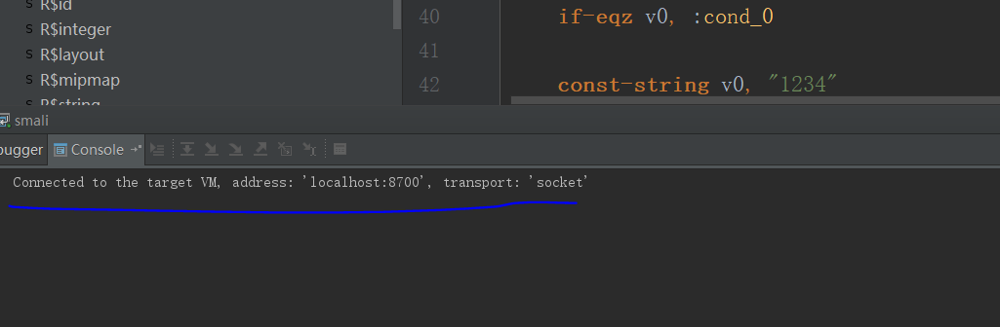 R$id
R$integer
R$layout
R$mipmap
R$string
40 if-eqz v0, :cond_0
41
42 const-string v0, "1234"
smali
bugger Console
Connected to the target VM, address: 'localhost:8700', transport: 'socket'